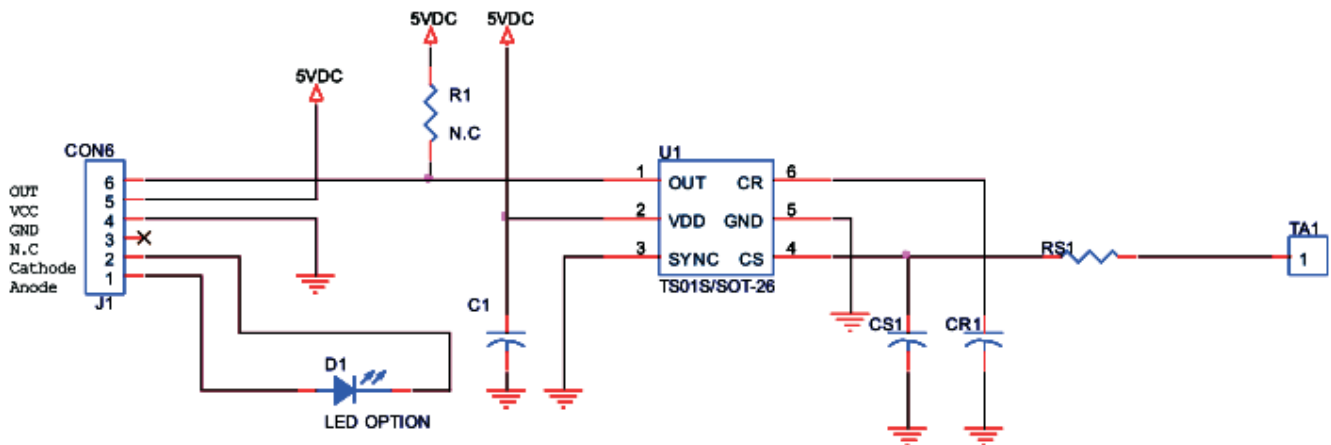 5VDC
5VDC
5VDC
R1
N.C
CON6
OUT
VCC
GND
N.C
Cathode
Anode
6
5
4
3
2
1
J1
U1
1
2
3
OUT CR
VDD GND
SYNC CS
6
5
4
TS01S/SOT-26
RS1
TA1
1
C1
CS1
CR1
D1
LED OPTION